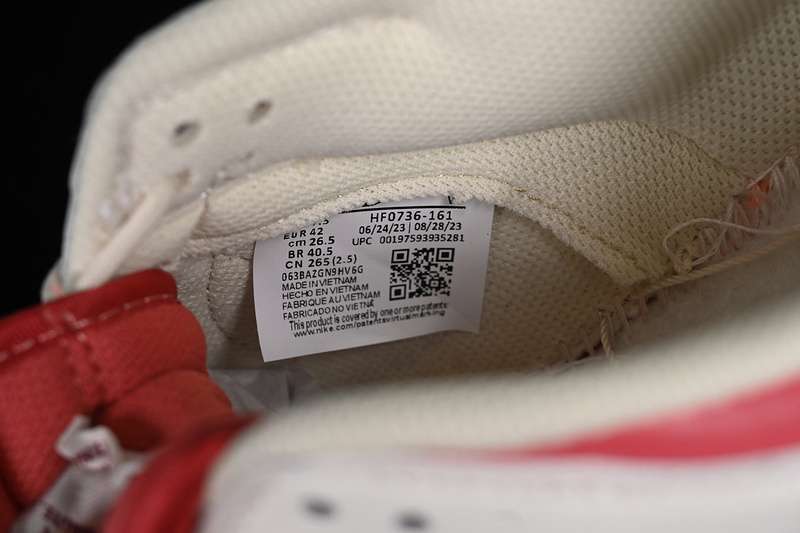 HF0736-161
EUR 42
06/24/23 | 08/28/23
cm 26.5
UPC 00197593935281
BR 40.5
CN 265 (2.5)
063BAZGN9HV6G
MADE IN VIETNAM
HECHO EN VIETNAM
FABRIQUE AU VIETNAM
FABRICADO NO VIETNA
This product is covered by one or more patents:
www.nike.com/patentsvirtualmarking